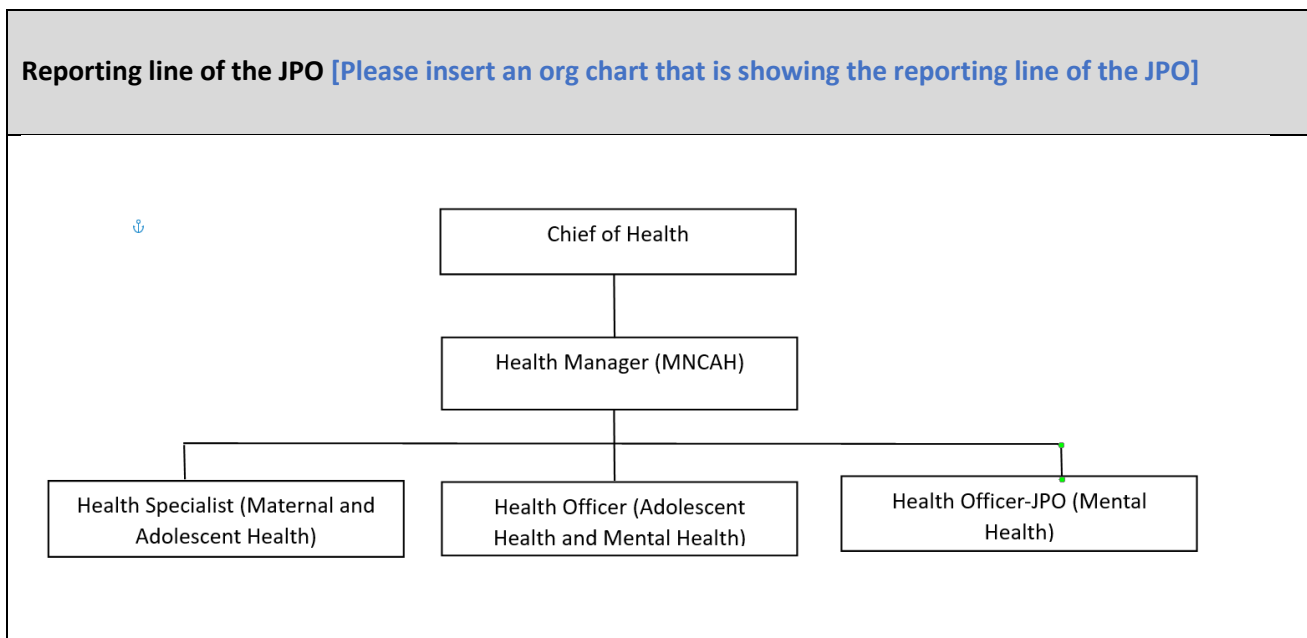 Reporting line of the JPO [Please insert an org chart that is showing the reporting line of the JPO]
Chief of Health
Health Manager (MNCAH)
Health Specialist (Maternal and
Adolescent Health)
Health Officer (Adolescent
Health and Mental Health)
Health Officer-JPO (Mental
Health)